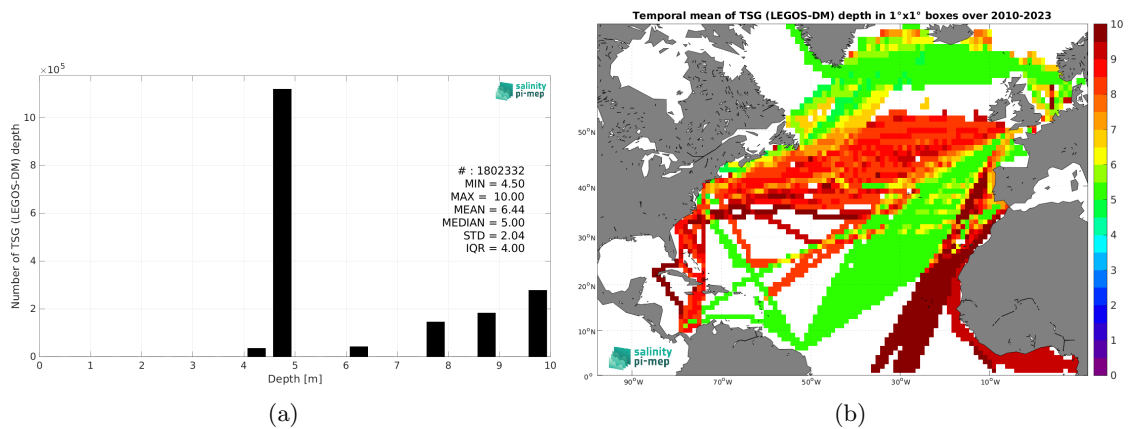 ×10⁵
salinity
pi-mep
10
8
6
4
2
0
Number of TSG (LEGOS-DM) depth
# : 1802332
MIN = 4.50
MAX = 10.00
MEAN = 6.44
MEDIAN = 5.00
STD = 2.04
IQR = 4.00
0 1 2 3 4 5 6 7 8 9 10
Depth [m]
(a)
Temporal mean of TSG (LEGOS-DM) depth in 1°x1° boxes over 2010-2023
50°N
40°N
30°N
20°N
10°N
0°
90°W 70°W 50°W 30°W 10°W
salinity
pi-mep
10
9
8
7
6
5
4
3
2
1
0
(b)